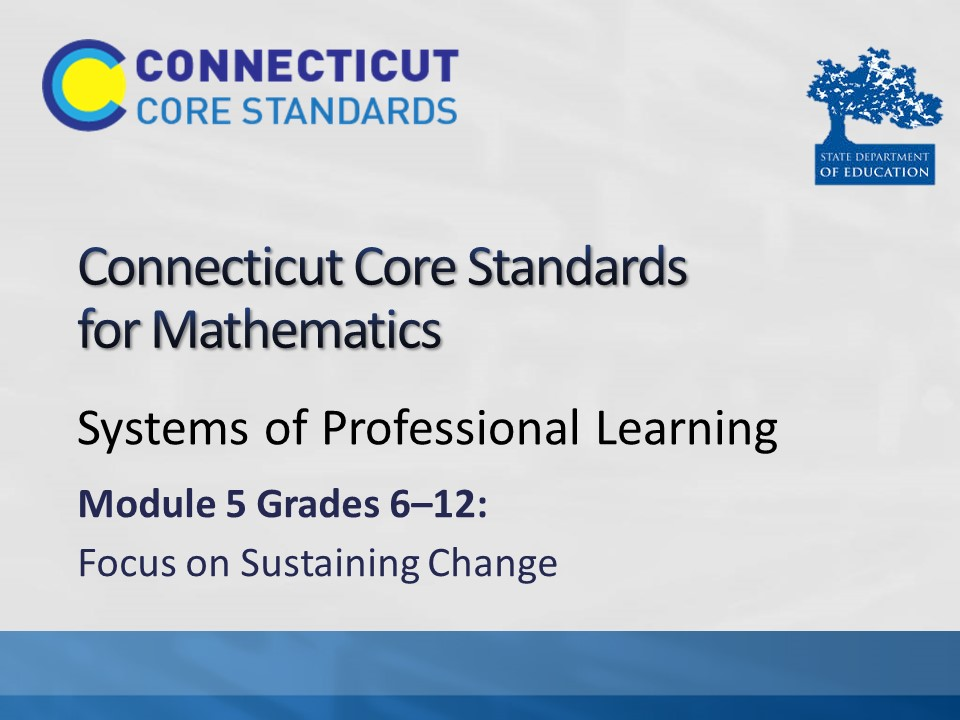 CONNECTICUT
CORE STANDARDS
STATE DEPARTMENT
OF EDUCATION
Connecticut Core Standards
for Mathematics
Systems of Professional Learning
Module 5 Grades 6–12:
Focus on Sustaining Change